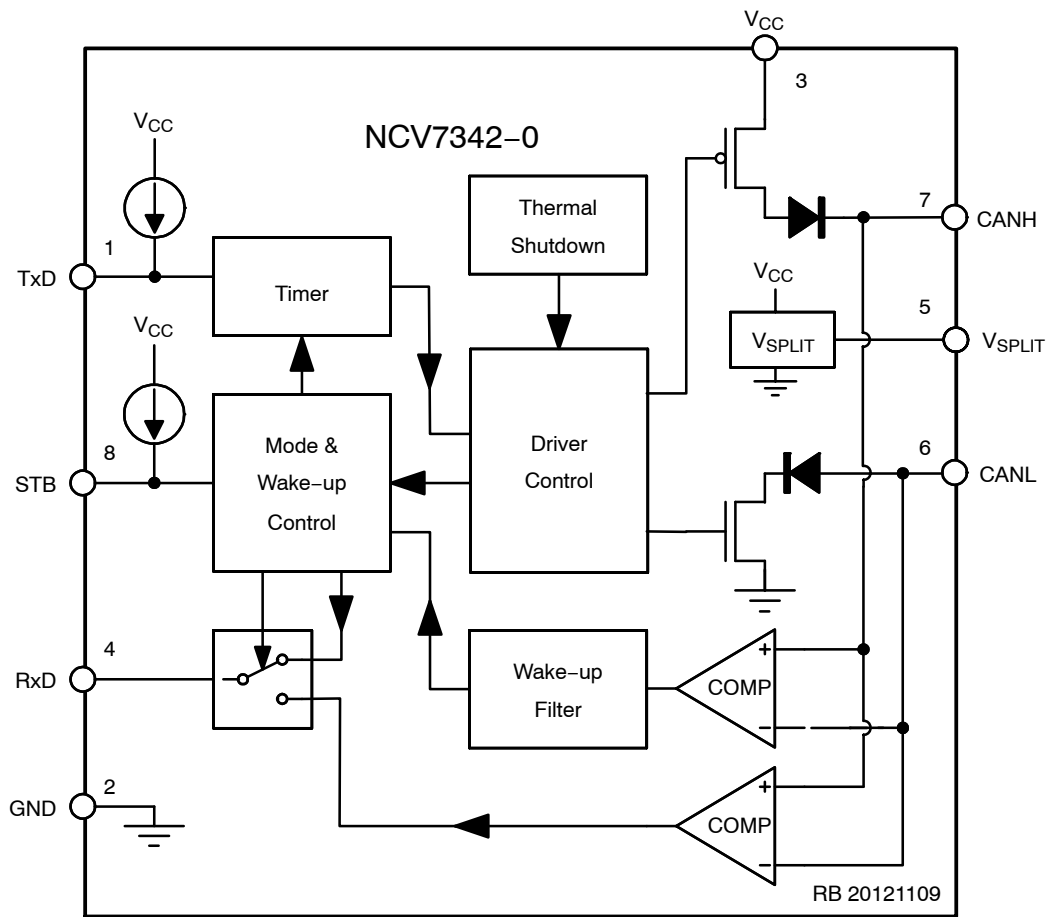 VCC
3
VCC
NCV7342−0
Thermal
Shutdown
7
CANH
1
TxD
Timer
VCC
5
VSPLIT
VSPLIT
VCC
8
STB
Mode &
Wake−up
Control
Driver
Control
6
CANL
4
RxD
Wake−up
Filter
+
COMP
−
2
GND
+
COMP
−
RB 20121109